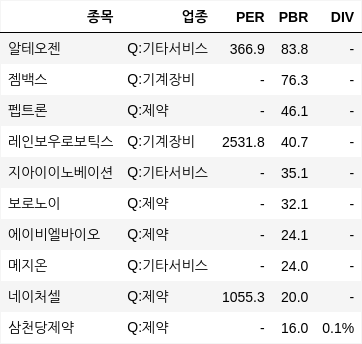 종목 업종 PER PBR DIV
알테오젠 Q:기타서비스 366.9 83.8 -
젬백스 Q:기계장비 - 76.3 -
펩트론 Q:제약 - 46.1 -
레인보우로보틱스 Q:기계장비 2531.8 40.7 -
지아이이노베이션 Q:기타서비스 - 35.1 -
보로노이 Q:제약 - 32.1 -
에이비엘바이오 Q:제약 - 24.1 -
메지온 Q:기타서비스 - 24.0 -
네이처셀 Q:제약 1055.3 20.0 -
삼천당제약 Q:제약 - 16.0 0.1%